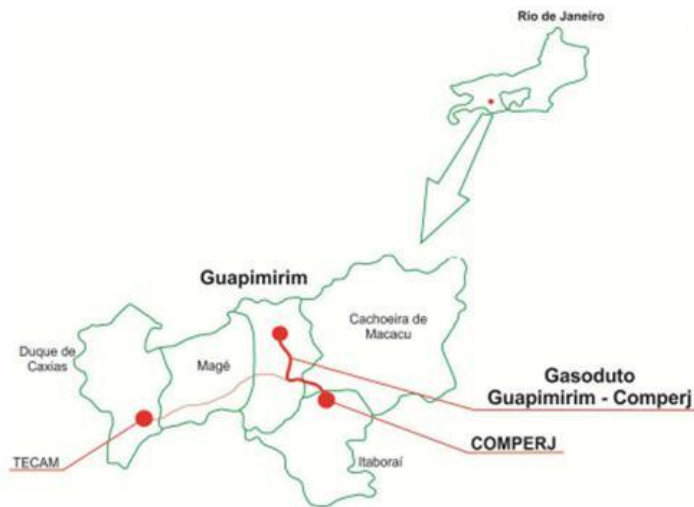 Rio de Janeiro
Guapimirim
Cachoeira de
Macacu
Duque de
Caxias
Magé
Gasoduto
Guapimirim - Comperj
COMPERJ
TECAM
Itaboraí